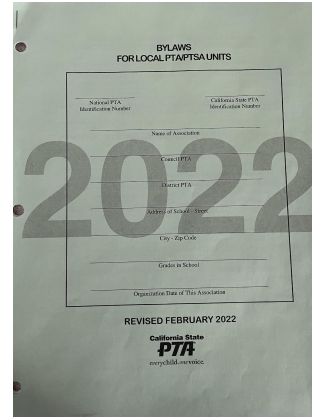 BYLAWS
FOR LOCAL PTA/PTSA UNITS
National PTA
Identification Number
California State PTA
Identification Number
Name of Association
Council PTA
District PTA
2022
Address of School - Street
City - Zip Code
Grades in School
Organization Date of This Association
REVISED FEBRUARY 2022
California State
PTA
everychild.onevoice.